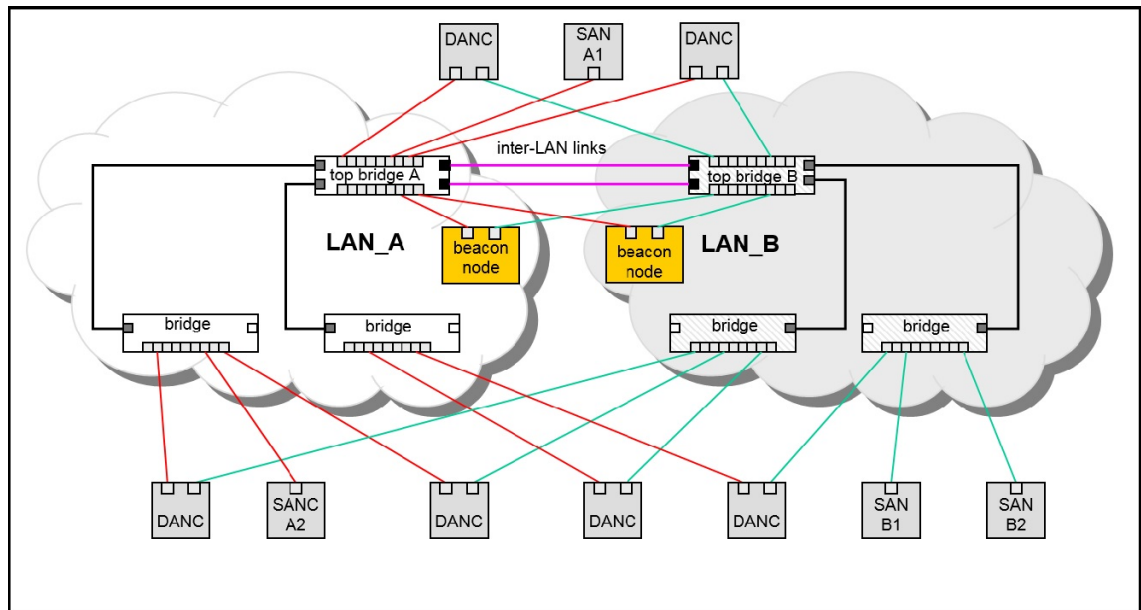 DANC
SAN
A1
DANC
inter-LAN links
top bridge A
top bridge B
LAN_A
beacon
node
beacon
node
LAN_B
bridge
bridge
bridge
bridge
DANC
SANC
A2
DANC
DANC
DANC
SAN
B1
SAN
B2